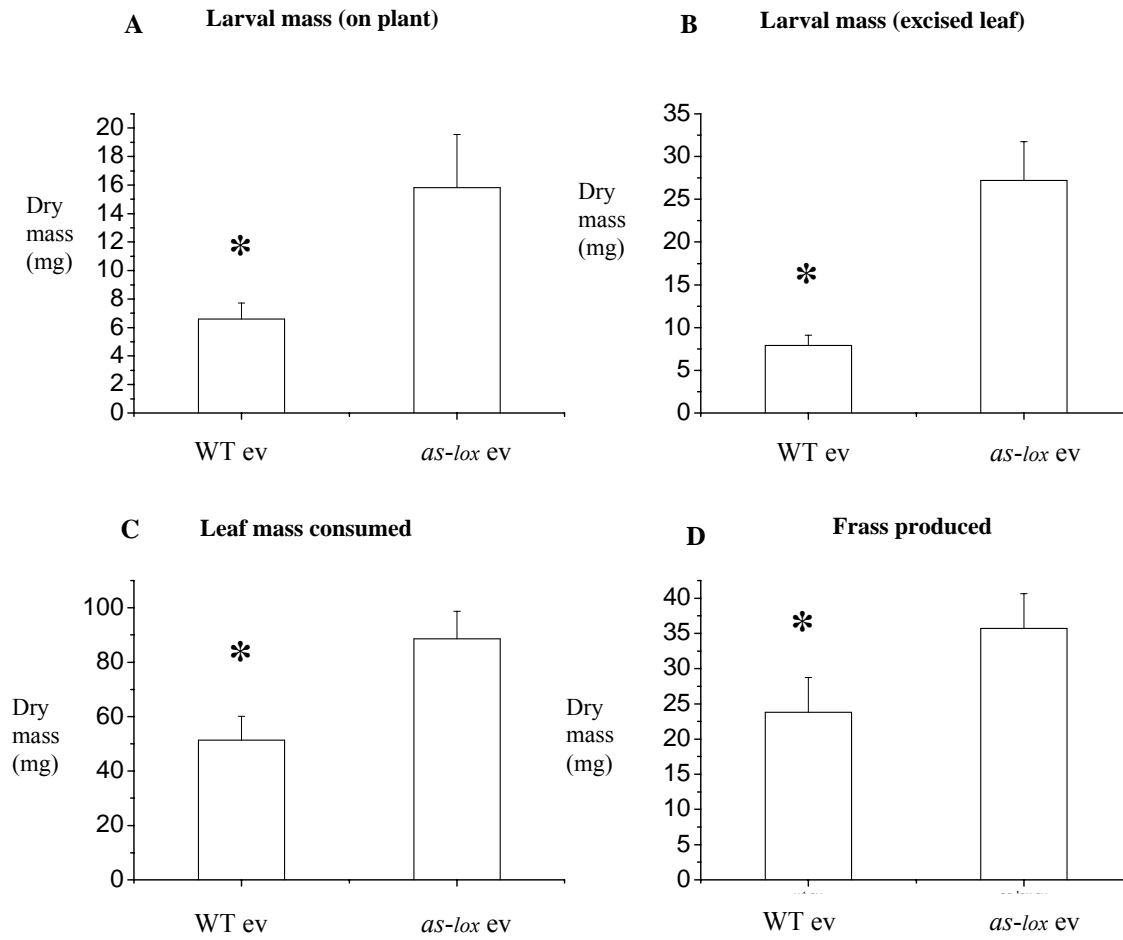 A Larval mass (on plant)
20
18
16
14
12
10
8
6
4
2
0
Dry
mass
(mg)
*
WT ev as-lox ev
B Larval mass (excised leaf)
35
30
25
20
15
10
5
0
Dry
mass
(mg)
*
WT ev as-lox ev
C Leaf mass consumed
100
80
60
40
20
0
Dry
mass
(mg)
*
WT ev as-lox ev
D Frass produced
40
35
30
25
20
15
10
5
0
Dry
mass
(mg)
*
WT ev as-lox ev